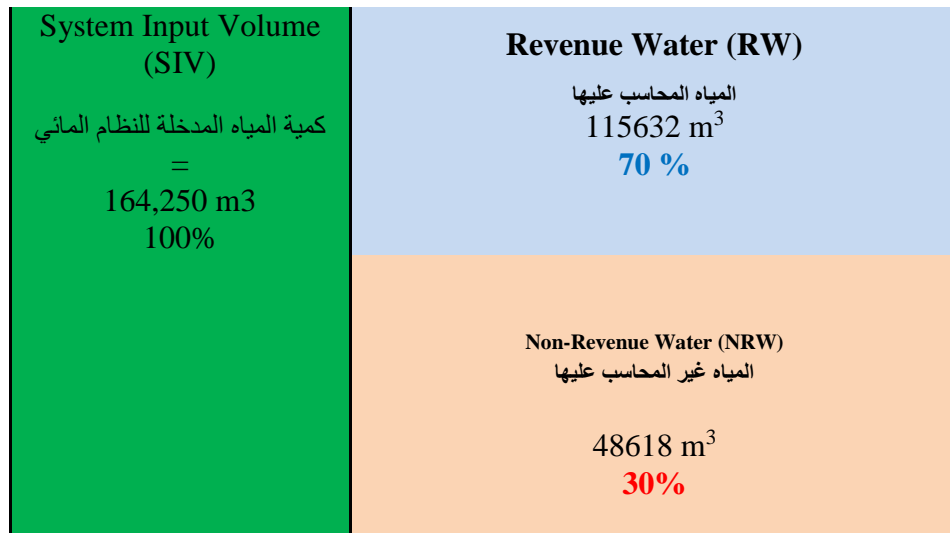 System Input Volume
(SIV)
كمية المياه المدخلة للنظام المائي
=
164,250 m3
100%
Revenue Water (RW)
المياه المحاسب عليها
115632 m³
70 %
Non-Revenue Water (NRW)
المياه غير المحاسب عليها
48618 m³
30%